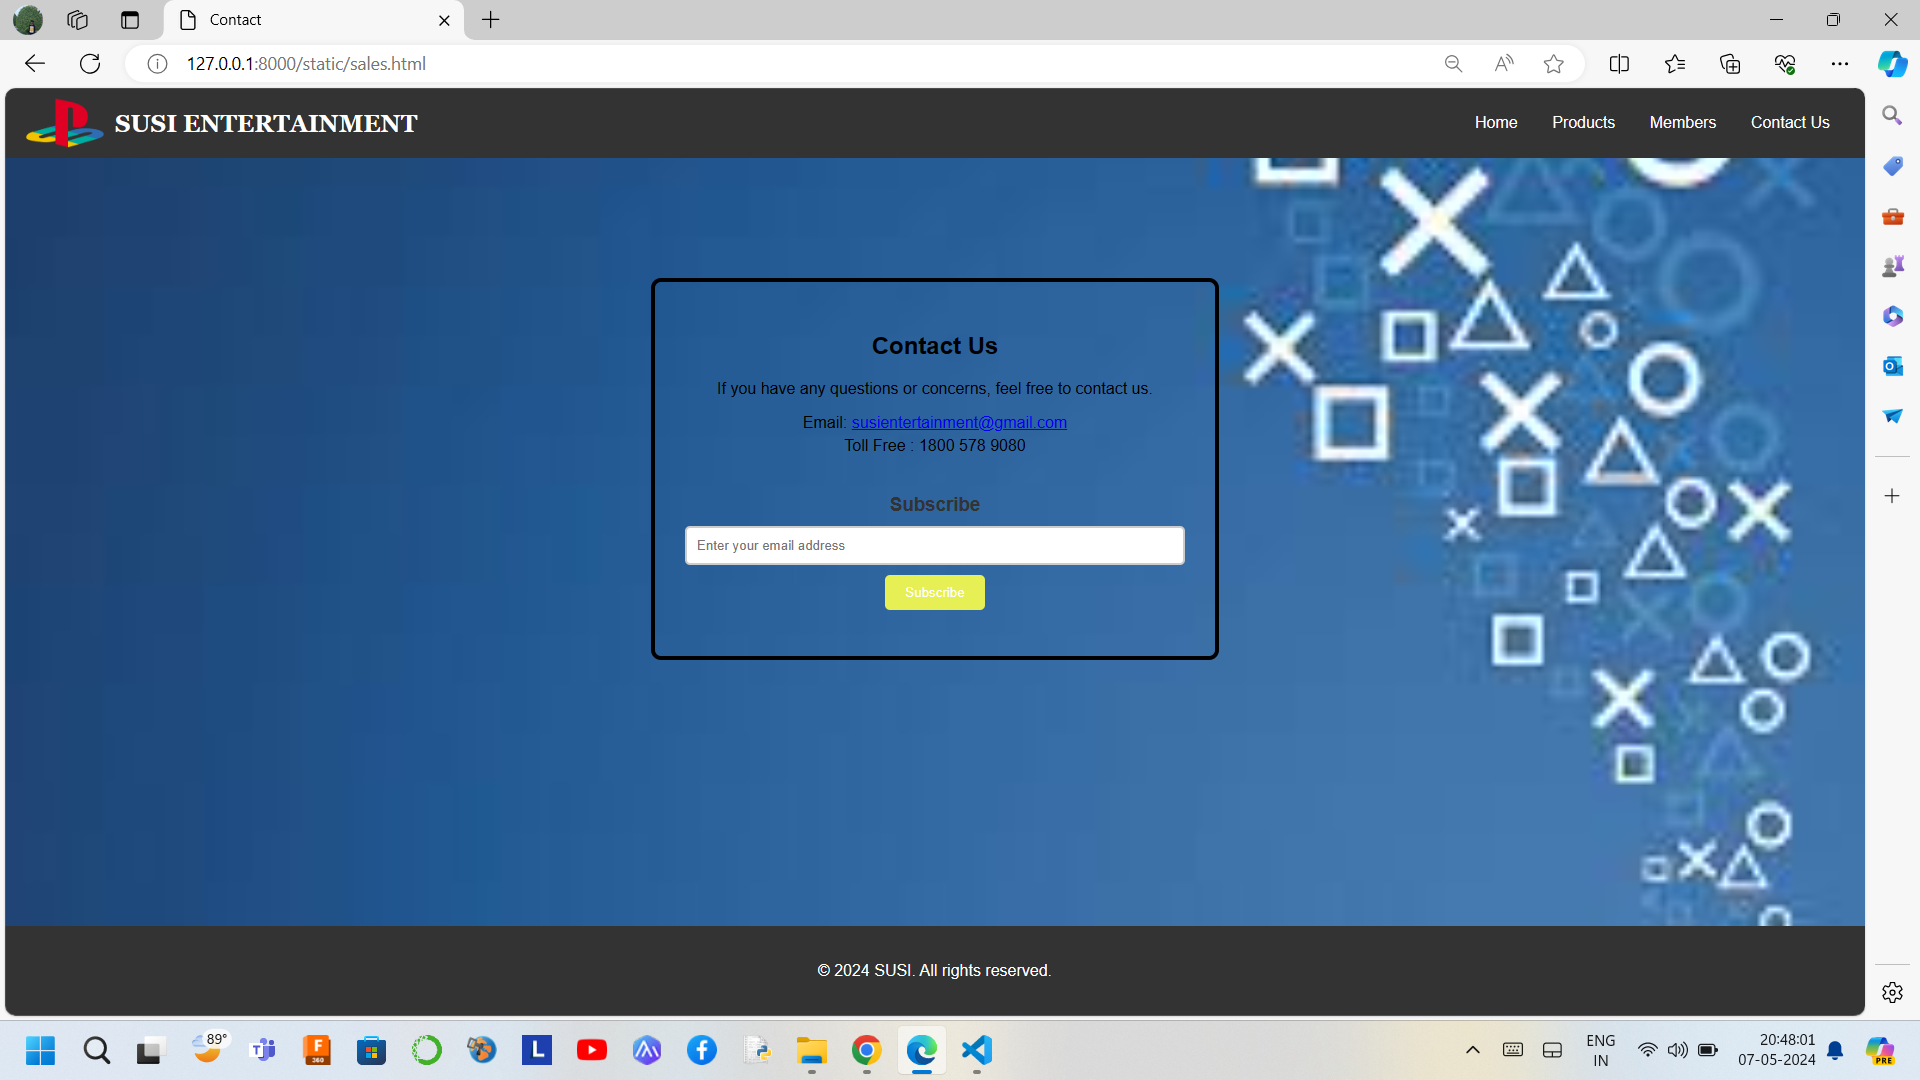 Contact
127.0.0.1:8000/static/sales.html
SUSI ENTERTAINMENT
Home
Products
Members
Contact Us
Contact Us
If you have any questions or concerns, feel free to contact us.
Email: susientertainment@gmail.com
Toll Free : 1800 578 9080
Subscribe
Enter your email address
Subscribe
© 2024 SUSI. All rights reserved.
89°
F
360
L
ENG
IN
20:48:01
07-05-2024
PRE